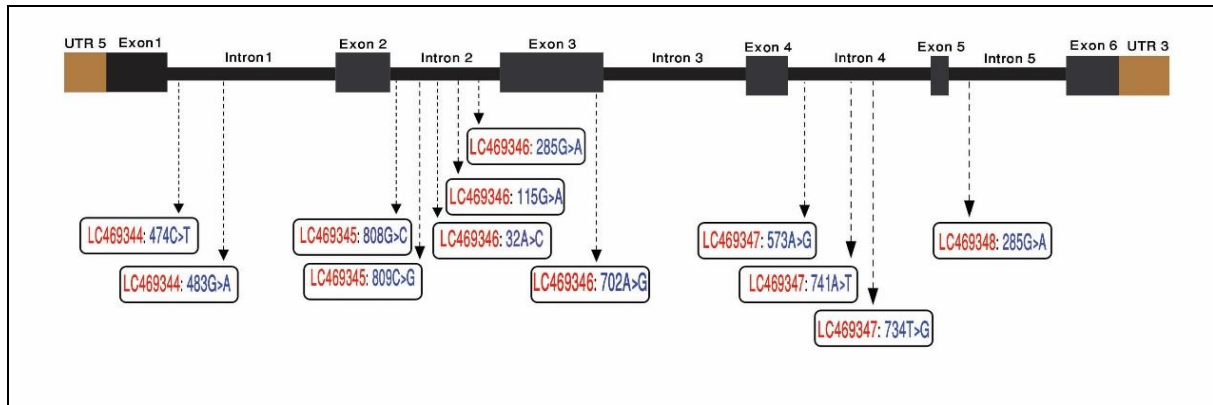 UTR 5 Exon1 Intron1 Exon 2 Intron 2 Exon 3 Intron 3 Exon 4 Intron 4 Exon 5 Intron 5 Exon 6 UTR 3
LC469346: 285G>A
LC469346: 115G>A
LC469344: 474C>T
LC469345: 808G>C
LC469346: 32A>C
LC469347: 573A>G
LC469348: 285G>A
LC469344: 483G>A
LC469345: 809C>G
LC469346: 702A>G
LC469347: 741A>T
LC469347: 734T>G